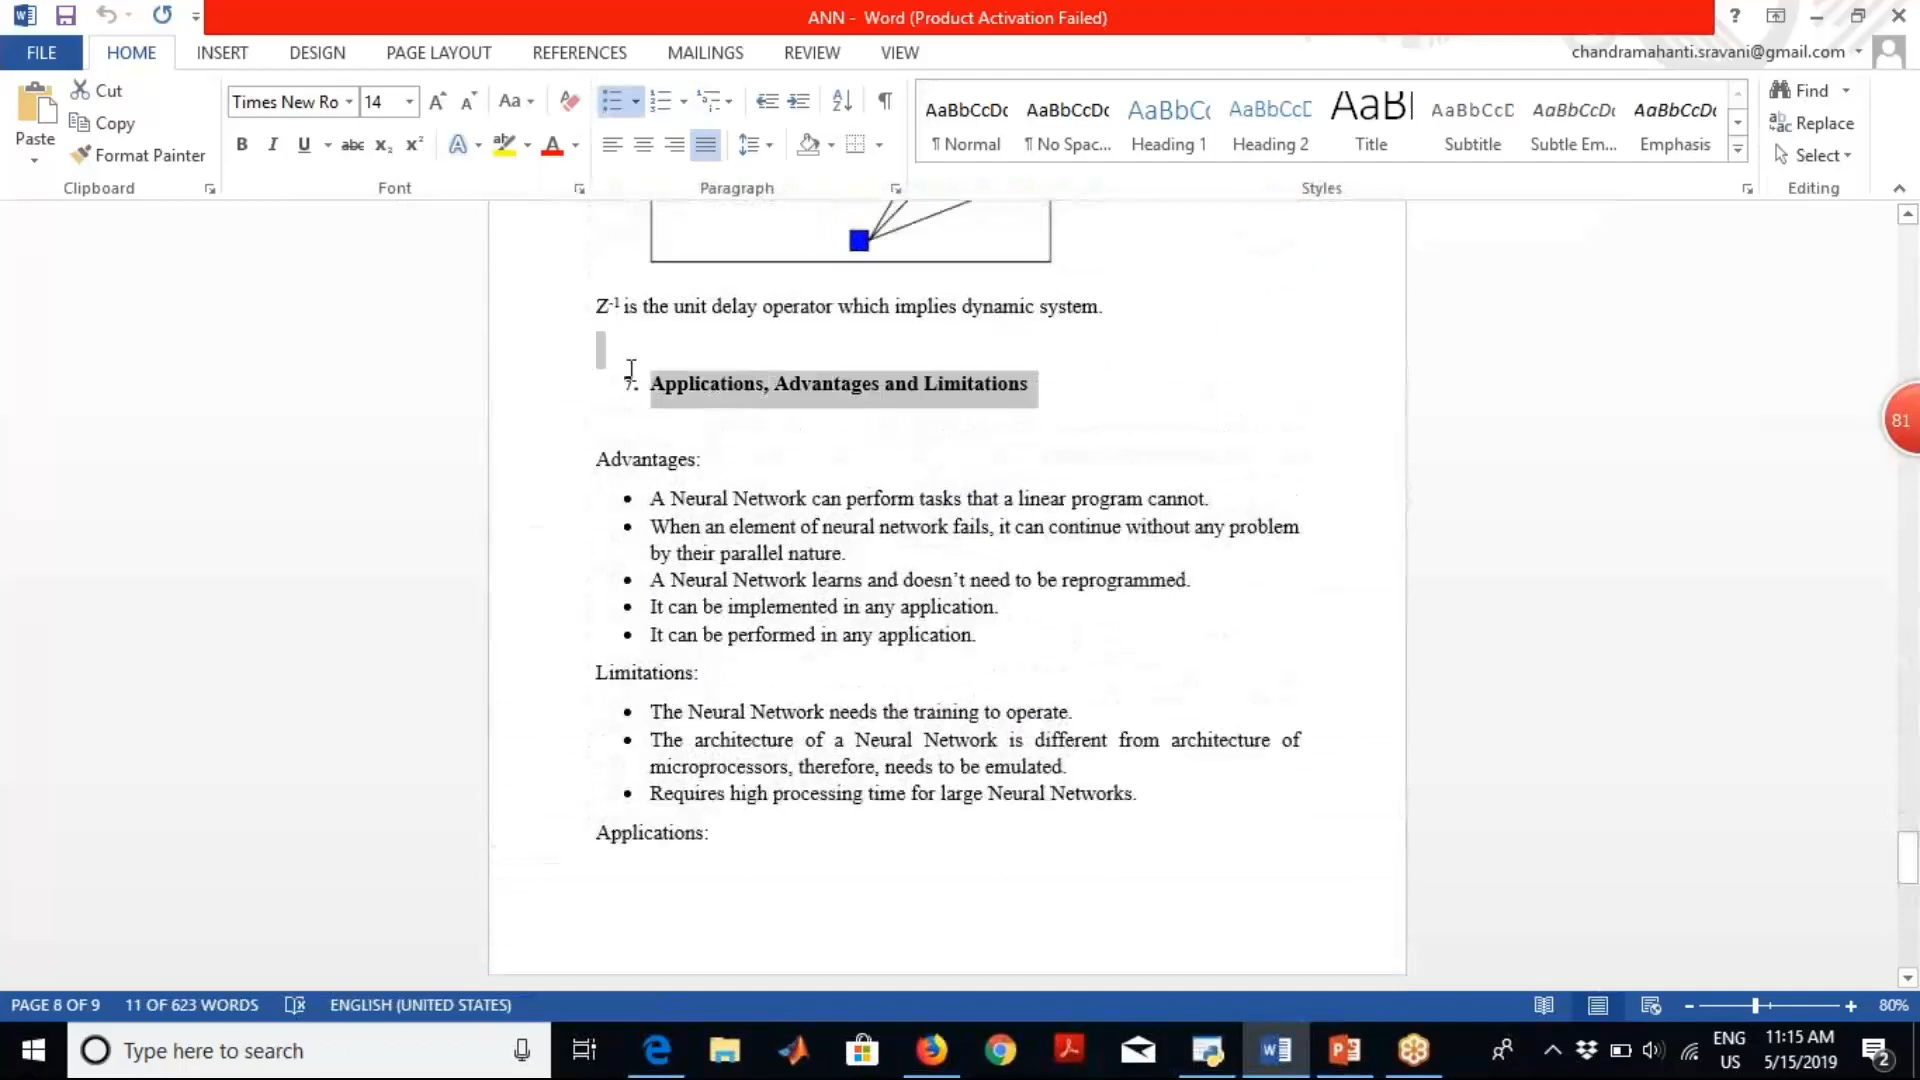 ANN - Word (Product Activation Failed)
?
FILE HOME INSERT DESIGN PAGE LAYOUT REFERENCES MAILINGS REVIEW VIEW
chandramahanti.sravani@gmail.com
Paste
Cut
Copy
Format Painter
Clipboard
Times New Ro 14
Aa
B I U abc x₂ x²
Font
Paragraph
AaBbCcDc AaBbCcDc AaBbCc AaBbCcD AaB AaBbCcD AaBbCcDc AaBbCcDc
¶ Normal ¶ No Spac... Heading 1 Heading 2 Title Subtitle Subtle Em... Emphasis
Styles
Find
Replace
Select
Editing
Z-1 is the unit delay operator which implies dynamic system.
7. Applications, Advantages and Limitations
Advantages:
• A Neural Network can perform tasks that a linear program cannot.
• When an element of neural network fails, it can continue without any problem
by their parallel nature.
• A Neural Network learns and doesn’t need to be reprogrammed.
• It can be implemented in any application.
• It can be performed in any application.
Limitations:
• The Neural Network needs the training to operate.
• The architecture of a Neural Network is different from architecture of
microprocessors, therefore, needs to be emulated.
• Requires high processing time for large Neural Networks.
Applications:
81
PAGE 8 OF 9 11 OF 623 WORDS ENGLISH (UNITED STATES)
80%
Type here to search
ENG
US
11:15 AM
5/15/2019
2